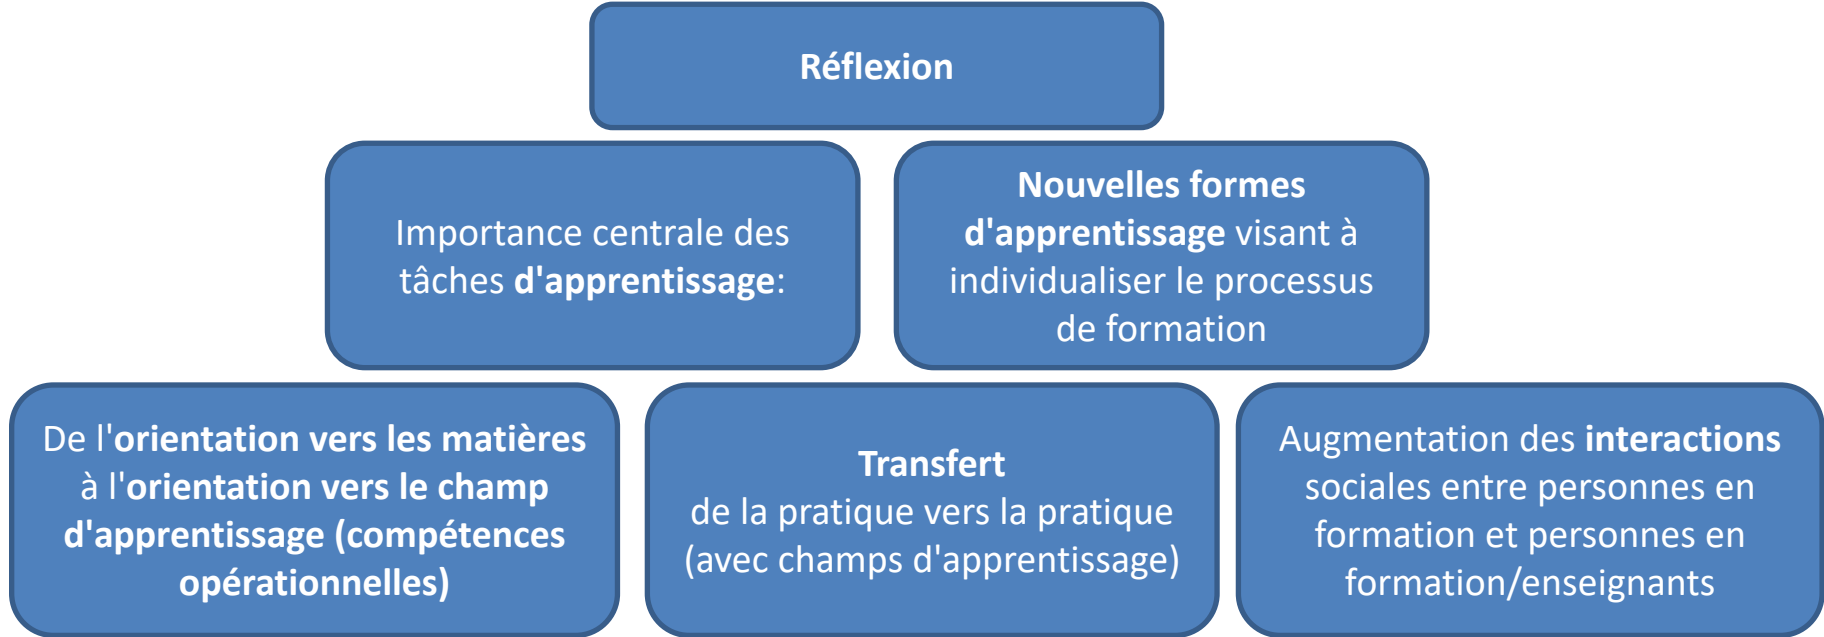 Réflexion
Importance centrale des
tâches d'apprentissage:
Nouvelles formes
d'apprentissage visant à
individualiser le processus
de formation
De l'orientation vers les matières
à l'orientation vers le champ
d'apprentissage (compétences
opérationnelles)
Transfert
de la pratique vers la pratique
(avec champs d'apprentissage)
Augmentation des interactions
sociales entre personnes en
formation et personnes en
formation/enseignants